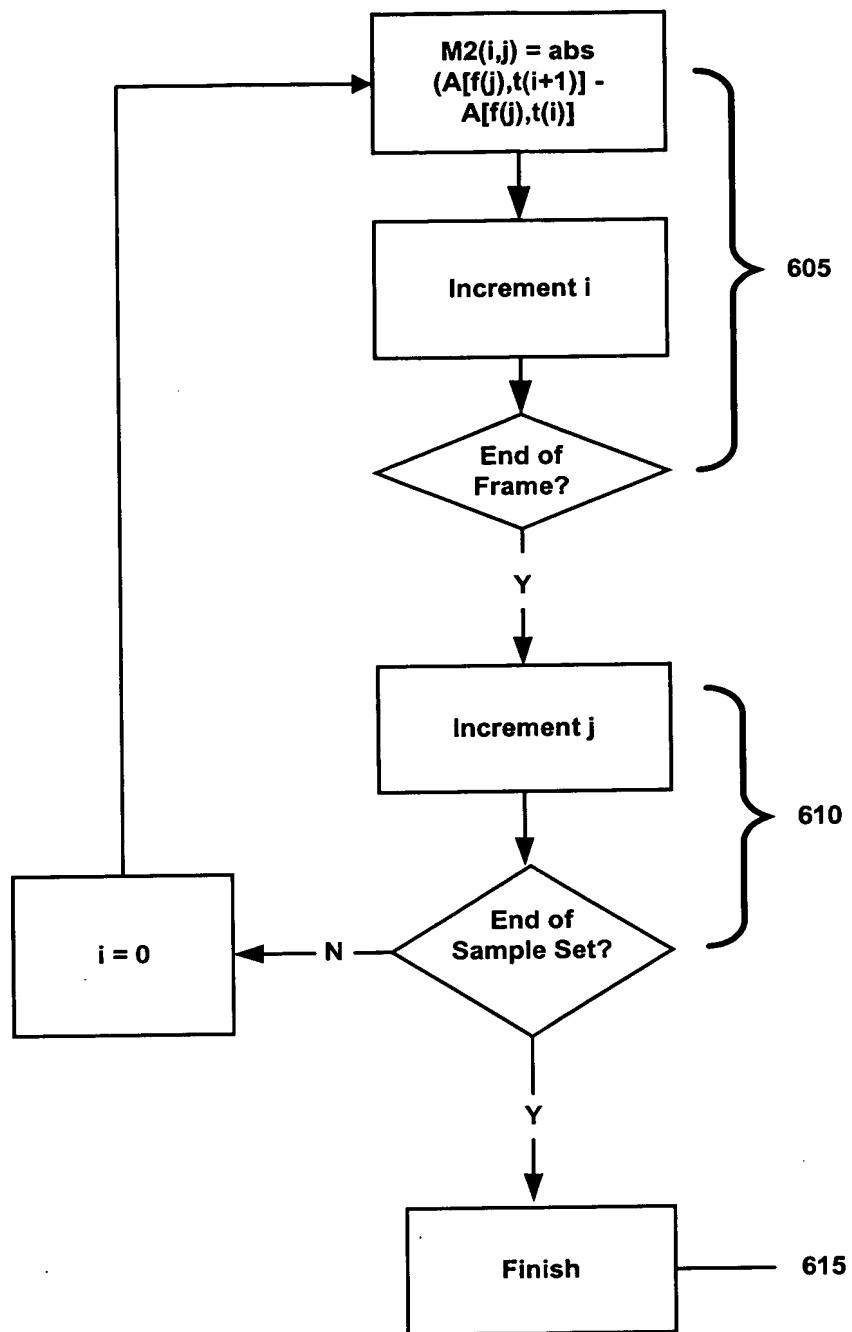 M2(i,j) = abs
(A[f(j),t(i+1)] -
A[f(j),t(i)]
605
Increment i
End of
Frame?
Y
Increment j
610
End of
Sample Set?
N
i = 0
Y
Finish
615